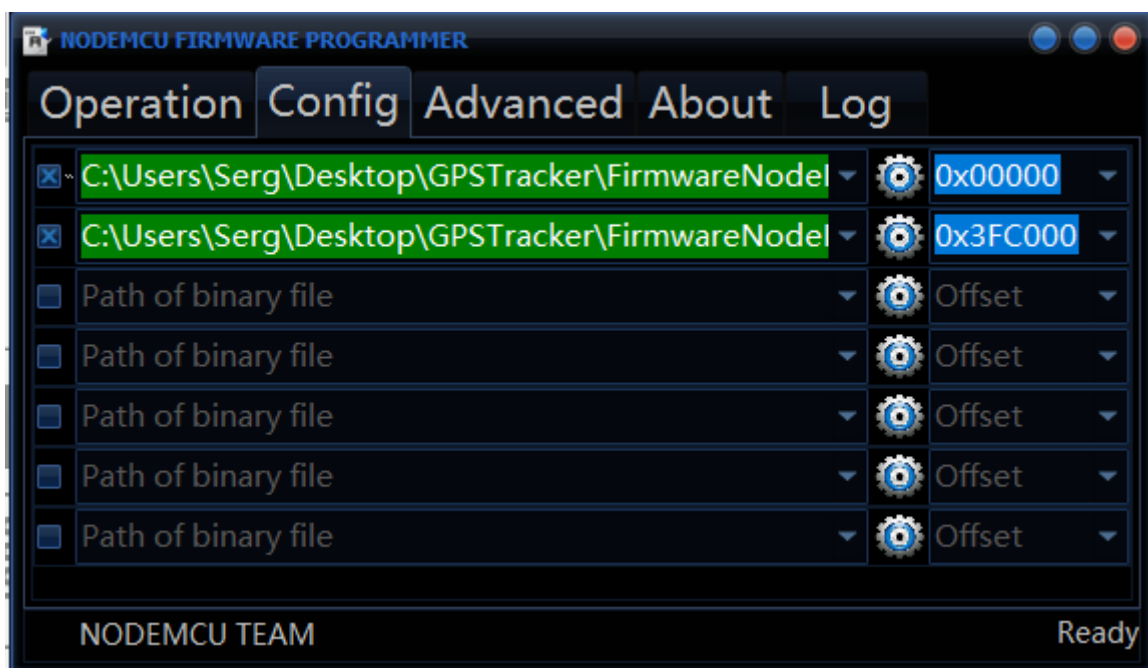 NODEMCU FIRMWARE PROGRAMMER
Operation Config Advanced About Log
C:\Users\Serg\Desktop\GPSTracker\FirmwareNodel 0x00000
C:\Users\Serg\Desktop\GPSTracker\FirmwareNodel 0x3FC000
Path of binary file Offset
Path of binary file Offset
Path of binary file Offset
Path of binary file Offset
Path of binary file Offset
NODEMCU TEAM Ready